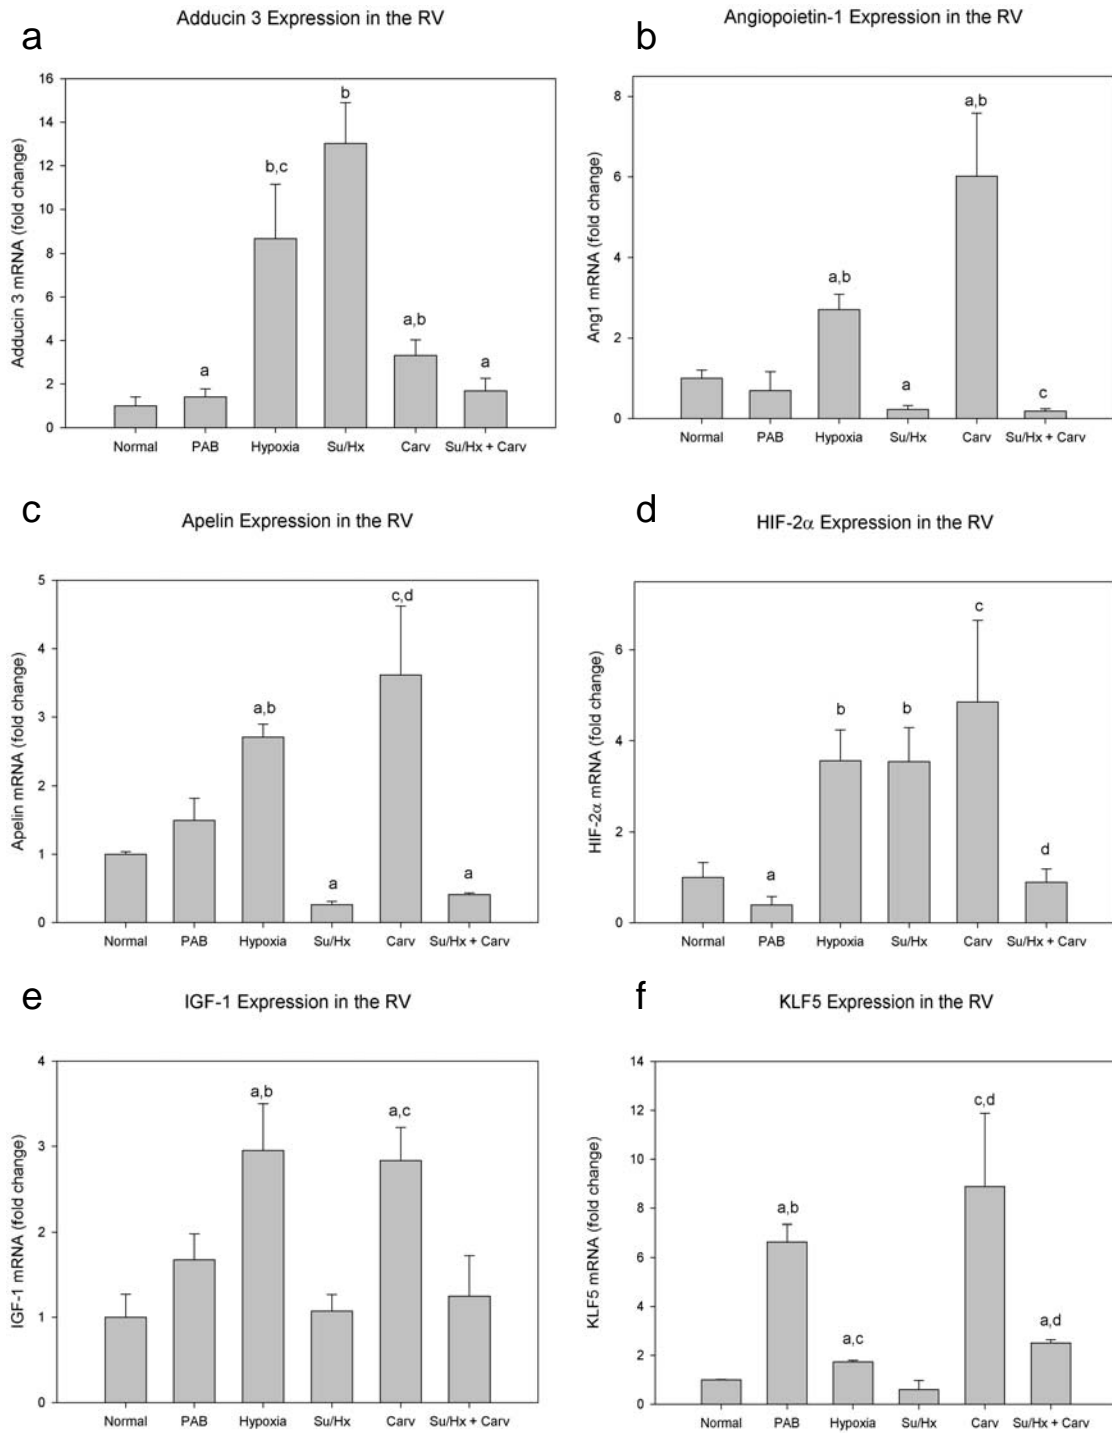 a
Adducin 3 Expression in the RV
Adducin 3 mRNA (fold change)
16
14
12
10
8
6
4
2
0
a
b,c
b
a,b
a
Normal PAB Hypoxia Su/Hx Carv Su/Hx + Carv
b
Angiopoietin-1 Expression in the RV
Ang1 mRNA (fold change)
8
6
4
2
0
a,b
a
a,b
c
Normal PAB Hypoxia Su/Hx Carv Su/Hx + Carv
c
Apelin Expression in the RV
Apelin mRNA (fold change)
5
4
3
2
1
0
a,b
a
c,d
a
Normal PAB Hypoxia Su/Hx Carv Su/Hx + Carv
d
HIF-2α Expression in the RV
HIF-2α mRNA (fold change)
6
4
2
0
a
b
b
c
d
Normal PAB Hypoxia Su/Hx Carv Su/Hx + Carv
e
IGF-1 Expression in the RV
IGF-1 mRNA (fold change)
4
3
2
1
0
a,b
a,c
Normal PAB Hypoxia Su/Hx Carv Su/Hx + Carv
f
KLF5 Expression in the RV
KLF5 mRNA (fold change)
14
12
10
8
6
4
2
0
a,b
a,c
c,d
a,d
Normal PAB Hypoxia Su/Hx Carv Su/Hx + Carv